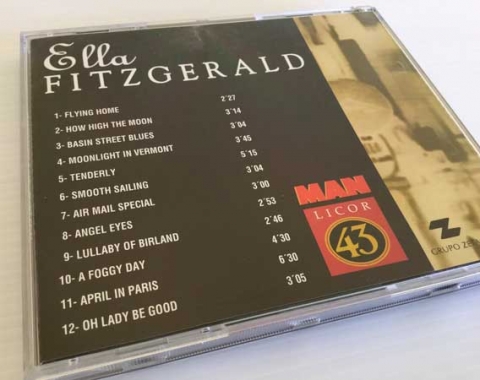 Ella
FITZGERALD
1- FLYING HOME 2´27
2- HOW HIGH THE MOON 3´14
3- BASIN STREET BLUES 3´04
4- MOONLIGHT IN VERMONT 3´45
5- TENDERLY 5´15
6- SMOOTH SAILING 3´04
7- AIR MAIL SPECIAL 3´00
8- ANGEL EYES 2´53
9- LULLABY OF BIRLAND 2´46
10- A FOGGY DAY 4´30
11- APRIL IN PARIS 6´30
12- OH LADY BE GOOD 3´05
MAN
LICOR
43
GRUPO